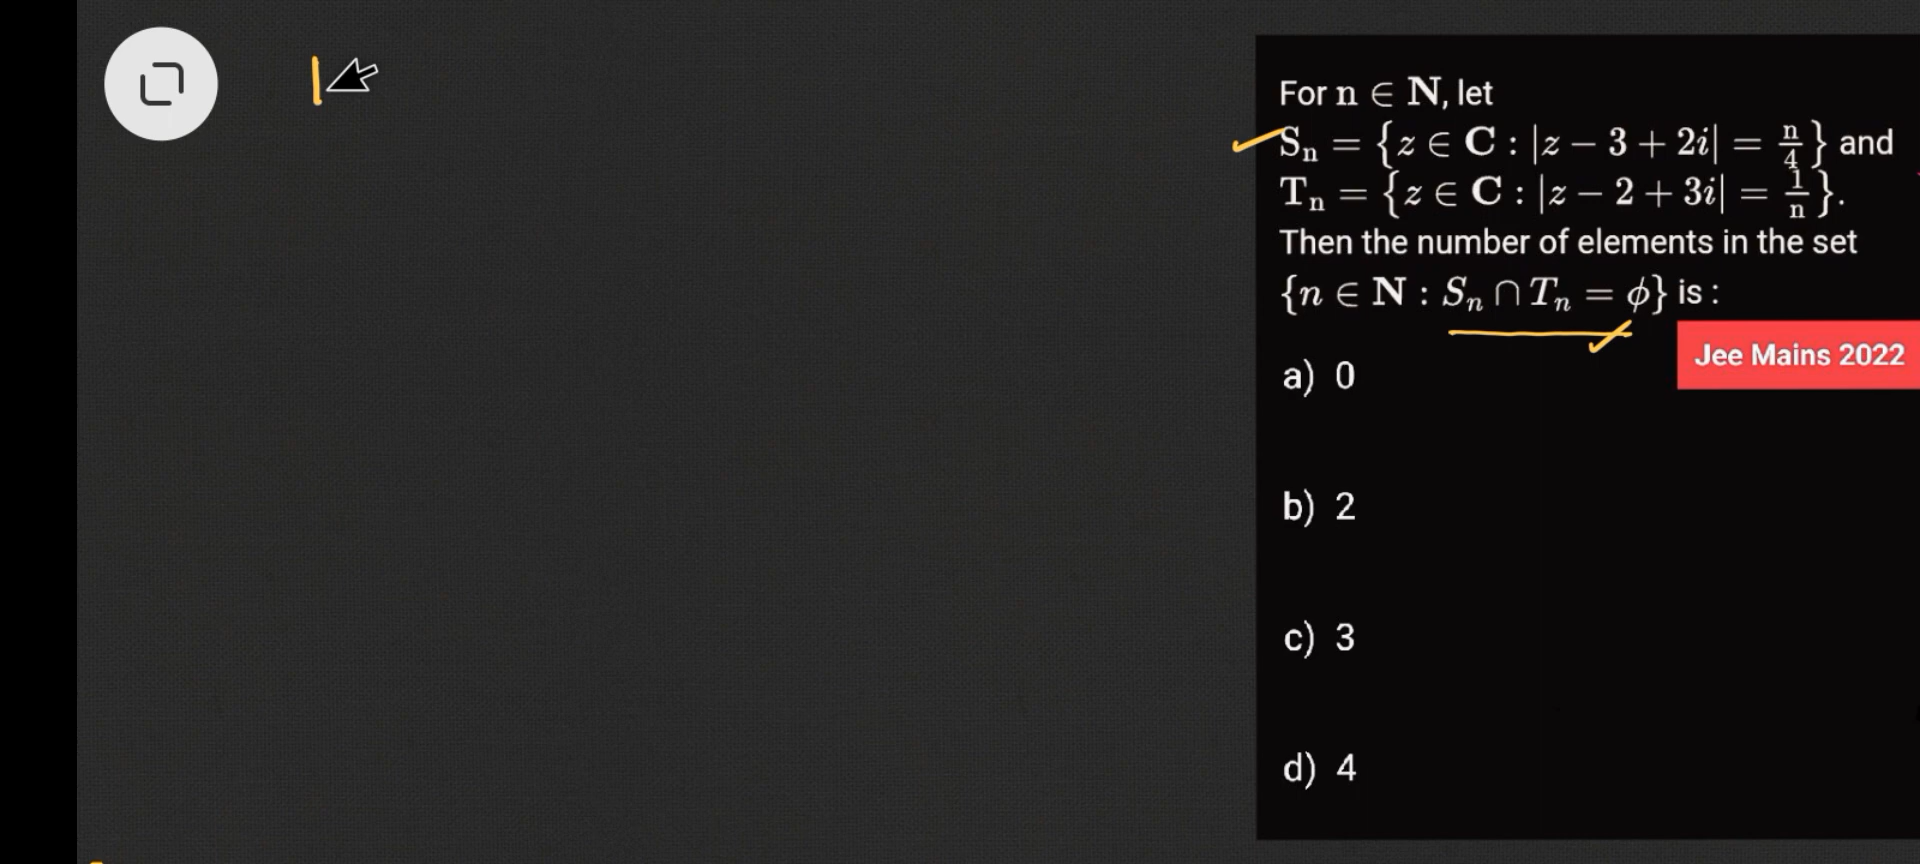 For n ∈ N, let
Sₙ = {z ∈ C : |z − 3 + 2i| = n/4} and
Tₙ = {z ∈ C : |z − 2 + 3i| = 1/n}.
Then the number of elements in the set
{n ∈ N : Sₙ ∩ Tₙ = ϕ} is :
Jee Mains 2022
a) 0
b) 2
c) 3
d) 4